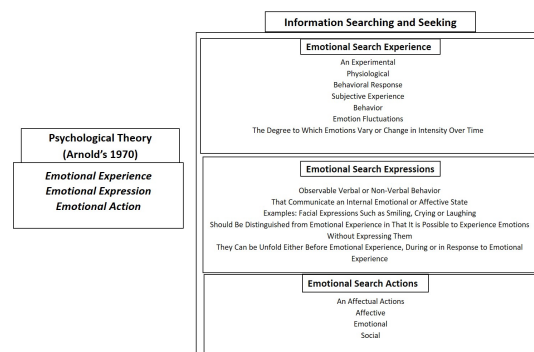 Information Searching and Seeking
Emotional Search Experience
An Experimental
Physiological
Behavioral Response
Subjective Experience
Behavior
Emotion Fluctuations
The Degree to Which Emotions Vary or Change in Intensity Over Time
Psychological Theory
(Arnold's 1970)
Emotional Experience
Emotional Expression
Emotional Action
Emotional Search Expressions
Observable Verbal or Non-Verbal Behavior
That Communicate an Internal Emotional or Affective State
Examples: Facial Expressions Such as Smiling, Crying or Laughing
Should Be Distinguished from Emotional Experience in That It is Possible to Experience Emotions
Without Expressing Them
They Can be Unfold Either Before Emotional Experience, During or in Response to Emotional
Experience
Emotional Search Actions
An Affectual Actions
Affective
Emotional
Social